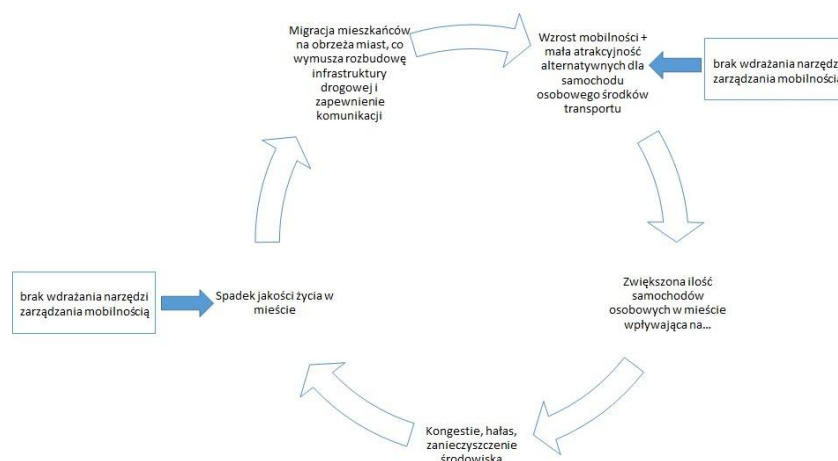 Migracja mieszkańców
na obrzeża miast, co
wymusza rozbudowę
infrastruktury
drogowej i
zapewnienie
komunikacji
Wzrost mobilności +
mała atrakcyjność
alternatywnych dla
samochodu
osobowego środków
transportu
brak wdrażania narzędzi
zarządzania mobilności
Zwiększona ilość
samochodów
osobowych w mieście
wpływająca na...
Kongestie, hałas,
zanieczyszczenie
środowiska
Spadek jakości życia w
mieście
brak wdrażania narzędzi
zarządzania mobilnością